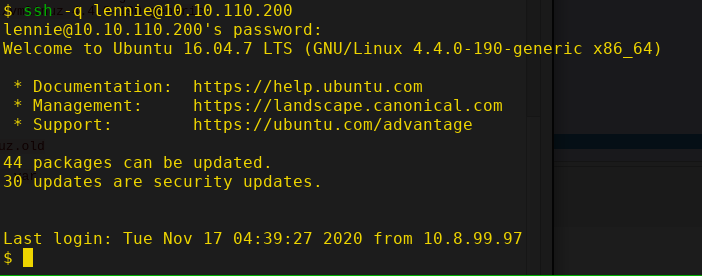 $ ssh -q lennie@10.10.110.200
lennie@10.10.110.200's password:
Welcome to Ubuntu 16.04.7 LTS (GNU/Linux 4.4.0-190-generic x86_64)
* Documentation: https://help.ubuntu.com
* Management: https://landscape.canonical.com
* Support: https://ubuntu.com/advantage
uz.old
44 packages can be updated.
30 updates are security updates.
Last login: Tue Nov 17 04:39:27 2020 from 10.8.99.97
$